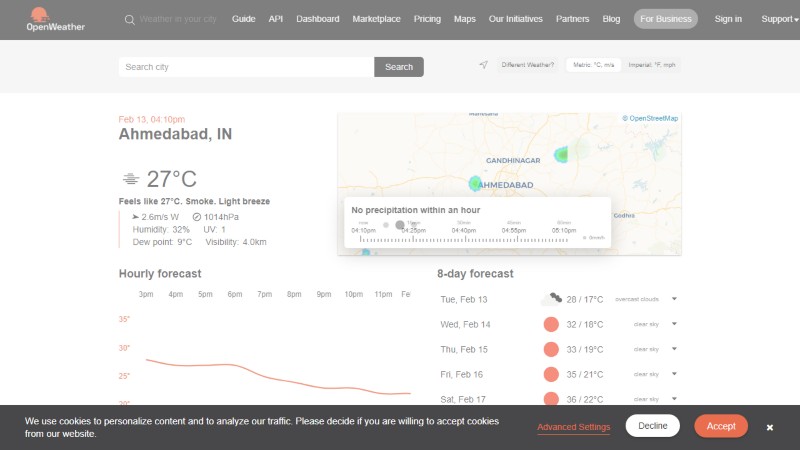 OpenWeather
Weather in your city
Guide
API
Dashboard
Marketplace
Pricing
Maps
Our Initiatives
Partners
Blog
For Business
Sign in
Support
Search city
Search
Different Weather?
Metric: °C, m/s
Imperial: °F, mph
Feb 13, 04:10pm
Ahmedabad, IN
27°C
Feels like 27°C. Smoke. Light breeze
2.6m/s W
1014hPa
Humidity: 32%
UV: 1
Dew point: 9°C
Visibility: 4.0km
© OpenStreetMap
GANDHINAGAR
AHMEDABAD
Godhra
No precipitation within an hour
now
30min
45min
60min
04:10pm
04:25pm
04:40pm
04:55pm
05:10pm
Hourly forecast
3pm
4pm
5pm
6pm
7pm
8pm
9pm
10pm
11pm
Fe
35°
30°
25°
8-day forecast
Tue, Feb 13
28 / 17°C
overcast clouds
Wed, Feb 14
32 / 18°C
clear sky
Thu, Feb 15
33 / 19°C
clear sky
Fri, Feb 16
35 / 21°C
clear sky
Sat, Feb 17
36 / 22°C
clear sky
We use cookies to personalize content and to analyze our traffic. Please decide if you are willing to accept cookies
from our website.
Advanced Settings
Decline
Accept